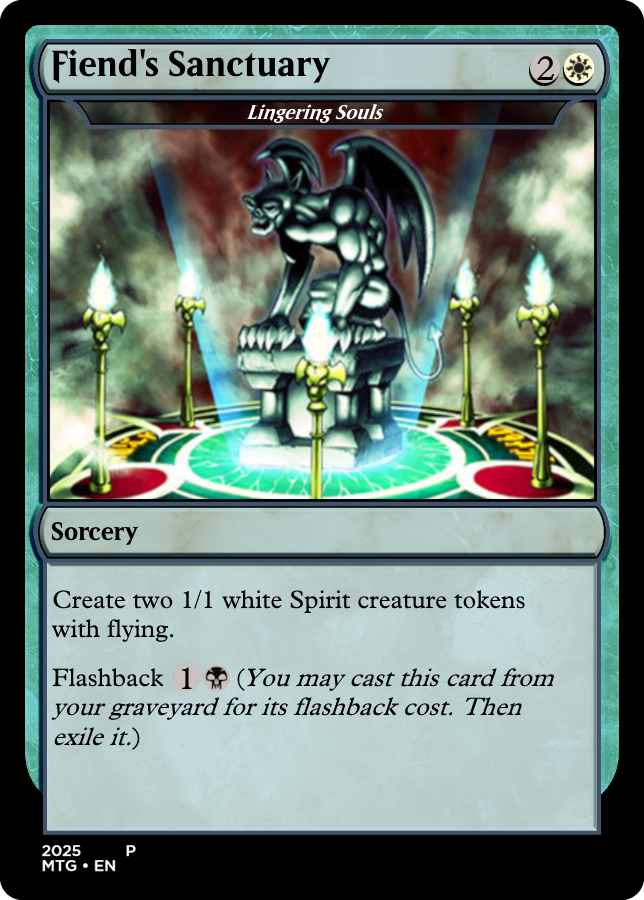 Fiend's Sanctuary
2
Lingering Souls
Sorcery
Create two 1/1 white Spirit creature tokens
with flying.
Flashback 1 (You may cast this card from
your graveyard for its flashback cost. Then
exile it.)
2025 P
MTG • EN